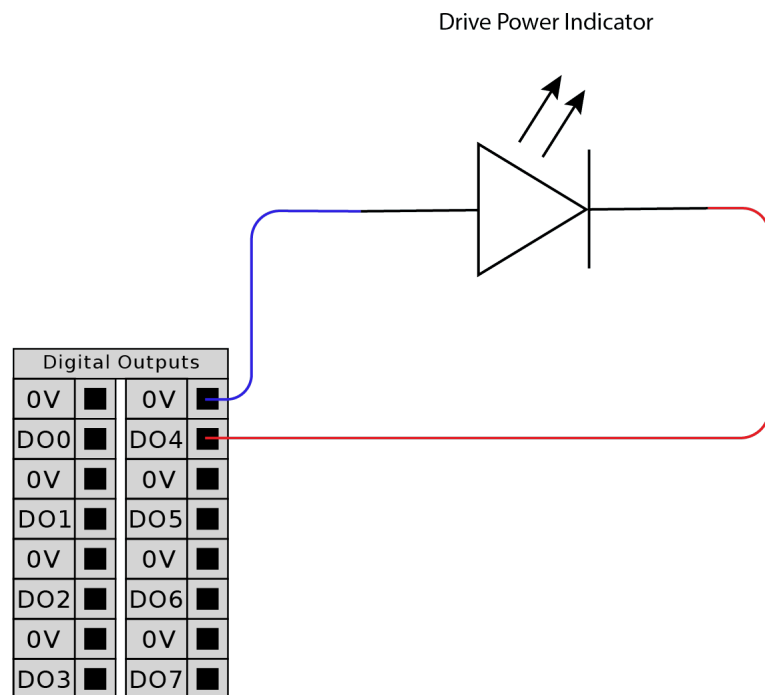 Drive Power Indicator
Digital Outputs
0V 0V
DO0 DO4
0V 0V
DO1 DO5
0V 0V
DO2 DO6
0V 0V
DO3 DO7